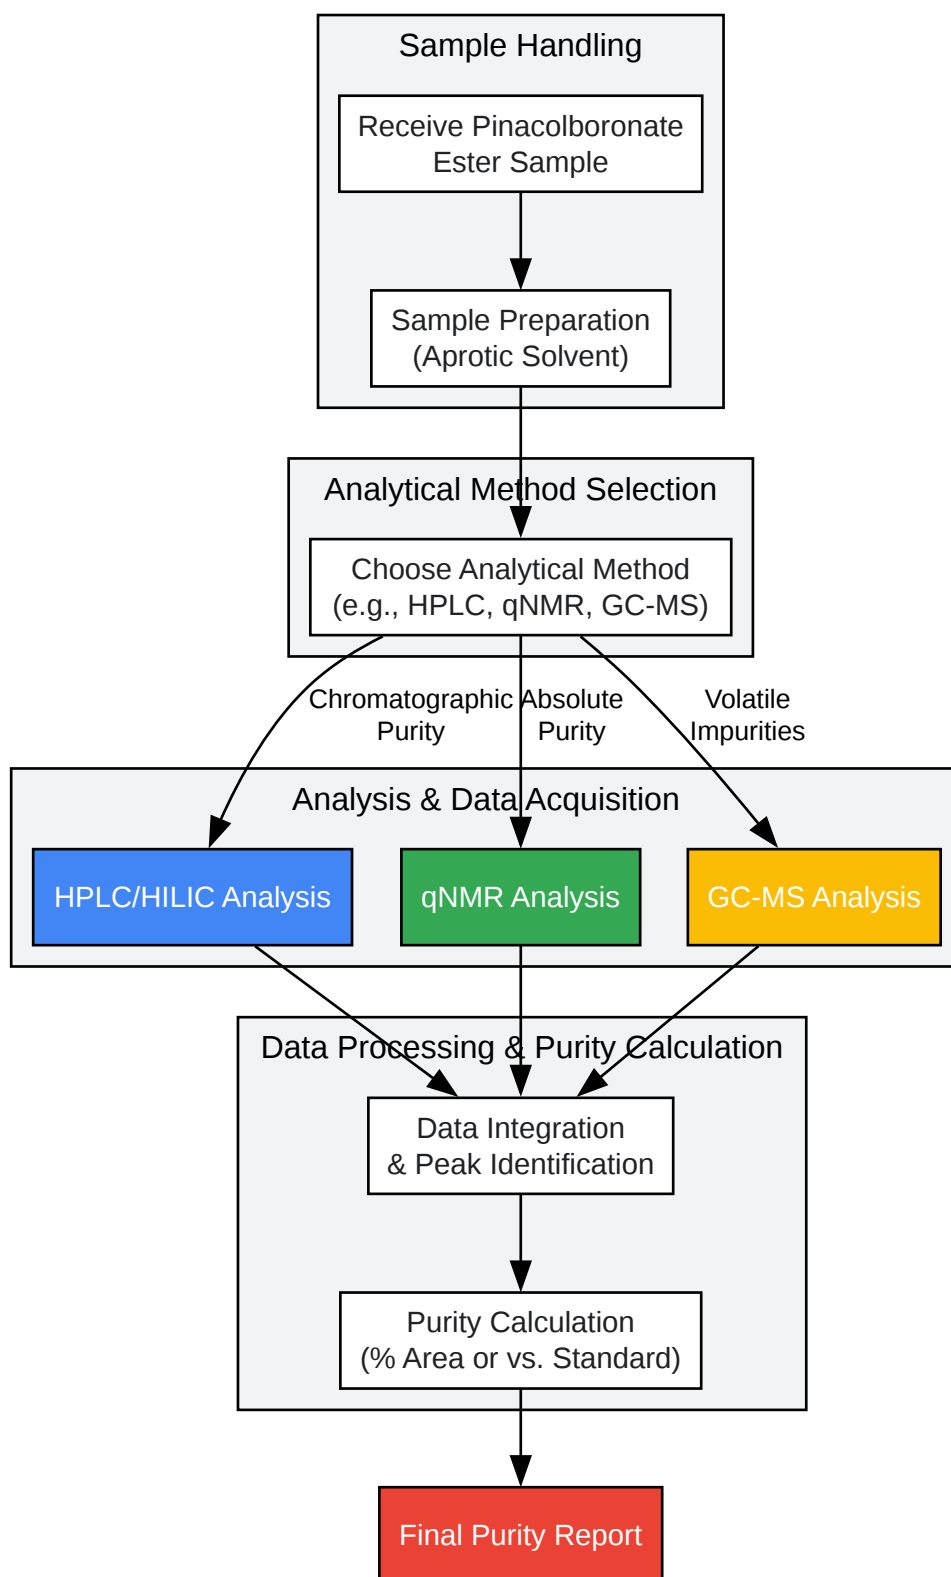 Sample Handling
Receive Pinacolboronate
Ester Sample
Sample Preparation
(Aprotic Solvent)
Analytical Method Selection
Choose Analytical Method
(e.g., HPLC, qNMR, GC-MS)
Chromatographic
Purity
Absolute
Purity
Volatile
Impurities
Analysis & Data Acquisition
HPLC/HILIC Analysis
qNMR Analysis
GC-MS Analysis
Data Processing & Purity Calculation
Data Integration
& Peak Identification
Purity Calculation
(% Area or vs. Standard)
Final Purity Report